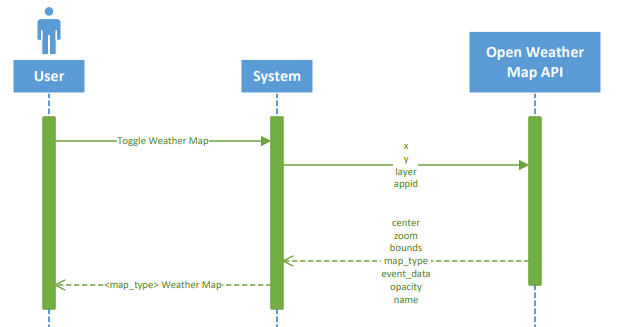 User
System
Open Weather
Map API
Toggle Weather Map
x
y
layer
appid
center
zoom
bounds
map_type
event_data
opacity
name
<map_type> Weather Map